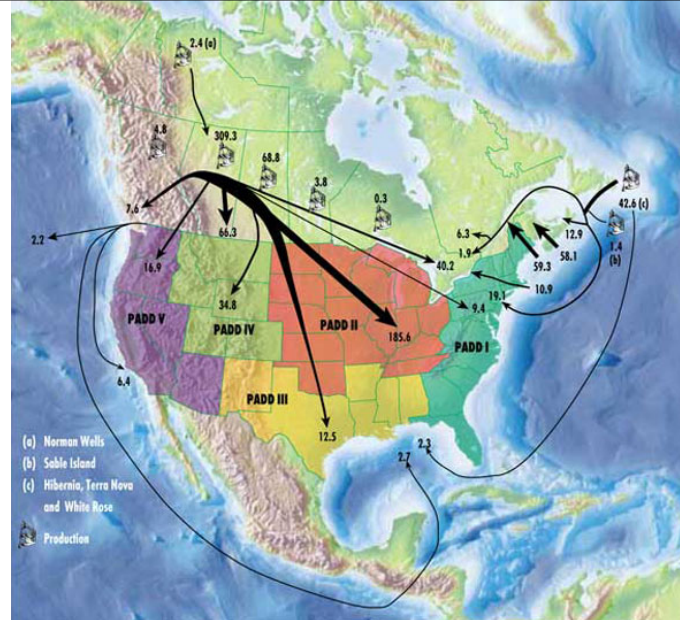 2.4 (a)
4.8
309.3
68.8
3.8
0.3
42.6 (c)
7.6
66.3
6.3
1.9
12.9
1.4
(b)
2.2
16.9
40.2
59.3
58.1
34.8
19.1
10.9
9.4
PADD V
PADD IV
PADD II
185.6
PADD I
6.4
PADD III
12.5
2.3
2.7
(a) Norman Wells
(b) Sable Island
(c) Hibernia, Terra Nova
and White Rose
Production